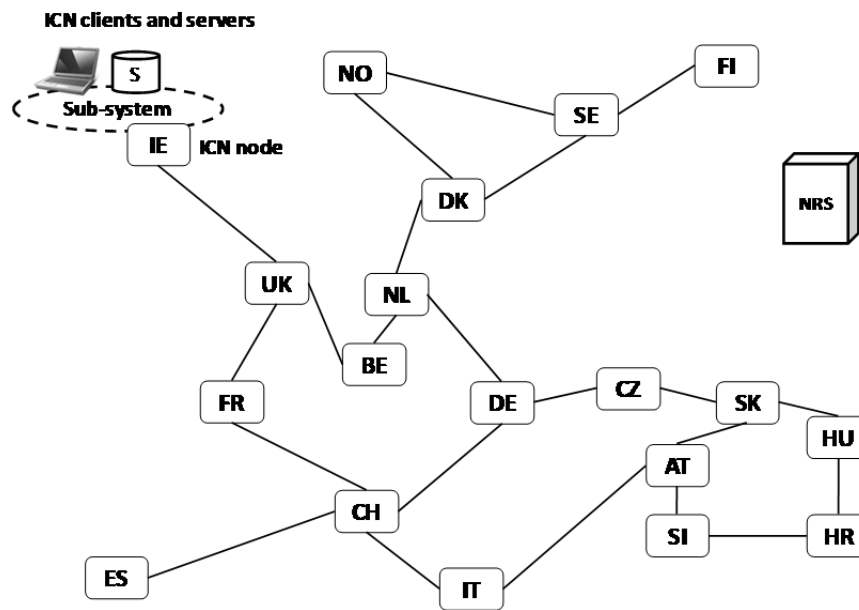 ICN clients and servers
S
Sub-system
IE
ICN node
NO
FI
SE
DK
NRS
UK
NL
BE
FR
DE
CZ
SK
HU
AT
CH
SI
HR
ES
IT